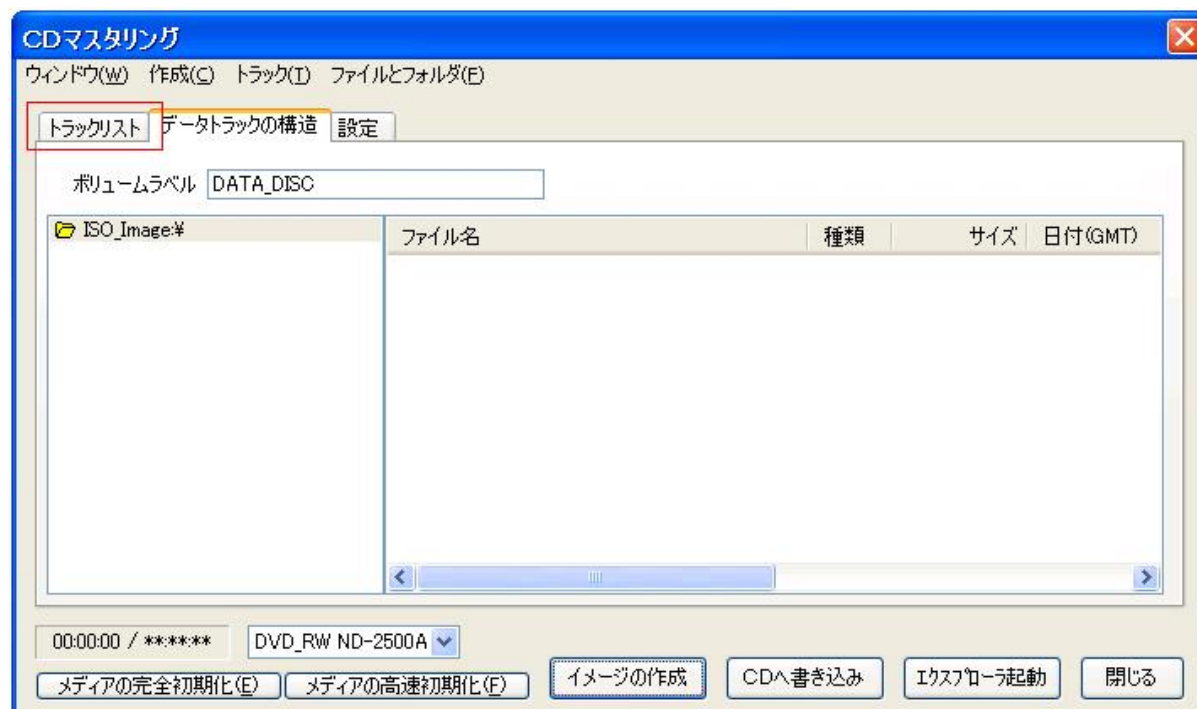 CDマスタリング
ウィンドウ(W) 作成(C) トラック(T) ファイルとフォルダ(F)
トラックリスト データトラックの構造 設定
ボリュームラベル DATA_DISC
ISO_Image:¥
ファイル名 種類 サイズ 日付(GMT)
00:00:00 / **:**:** DVD_RW ND-2500A
メディアの完全初期化(E) メディアの高速初期化(F) イメージの作成 CDへ書き込み エクスプローラ起動 閉じる